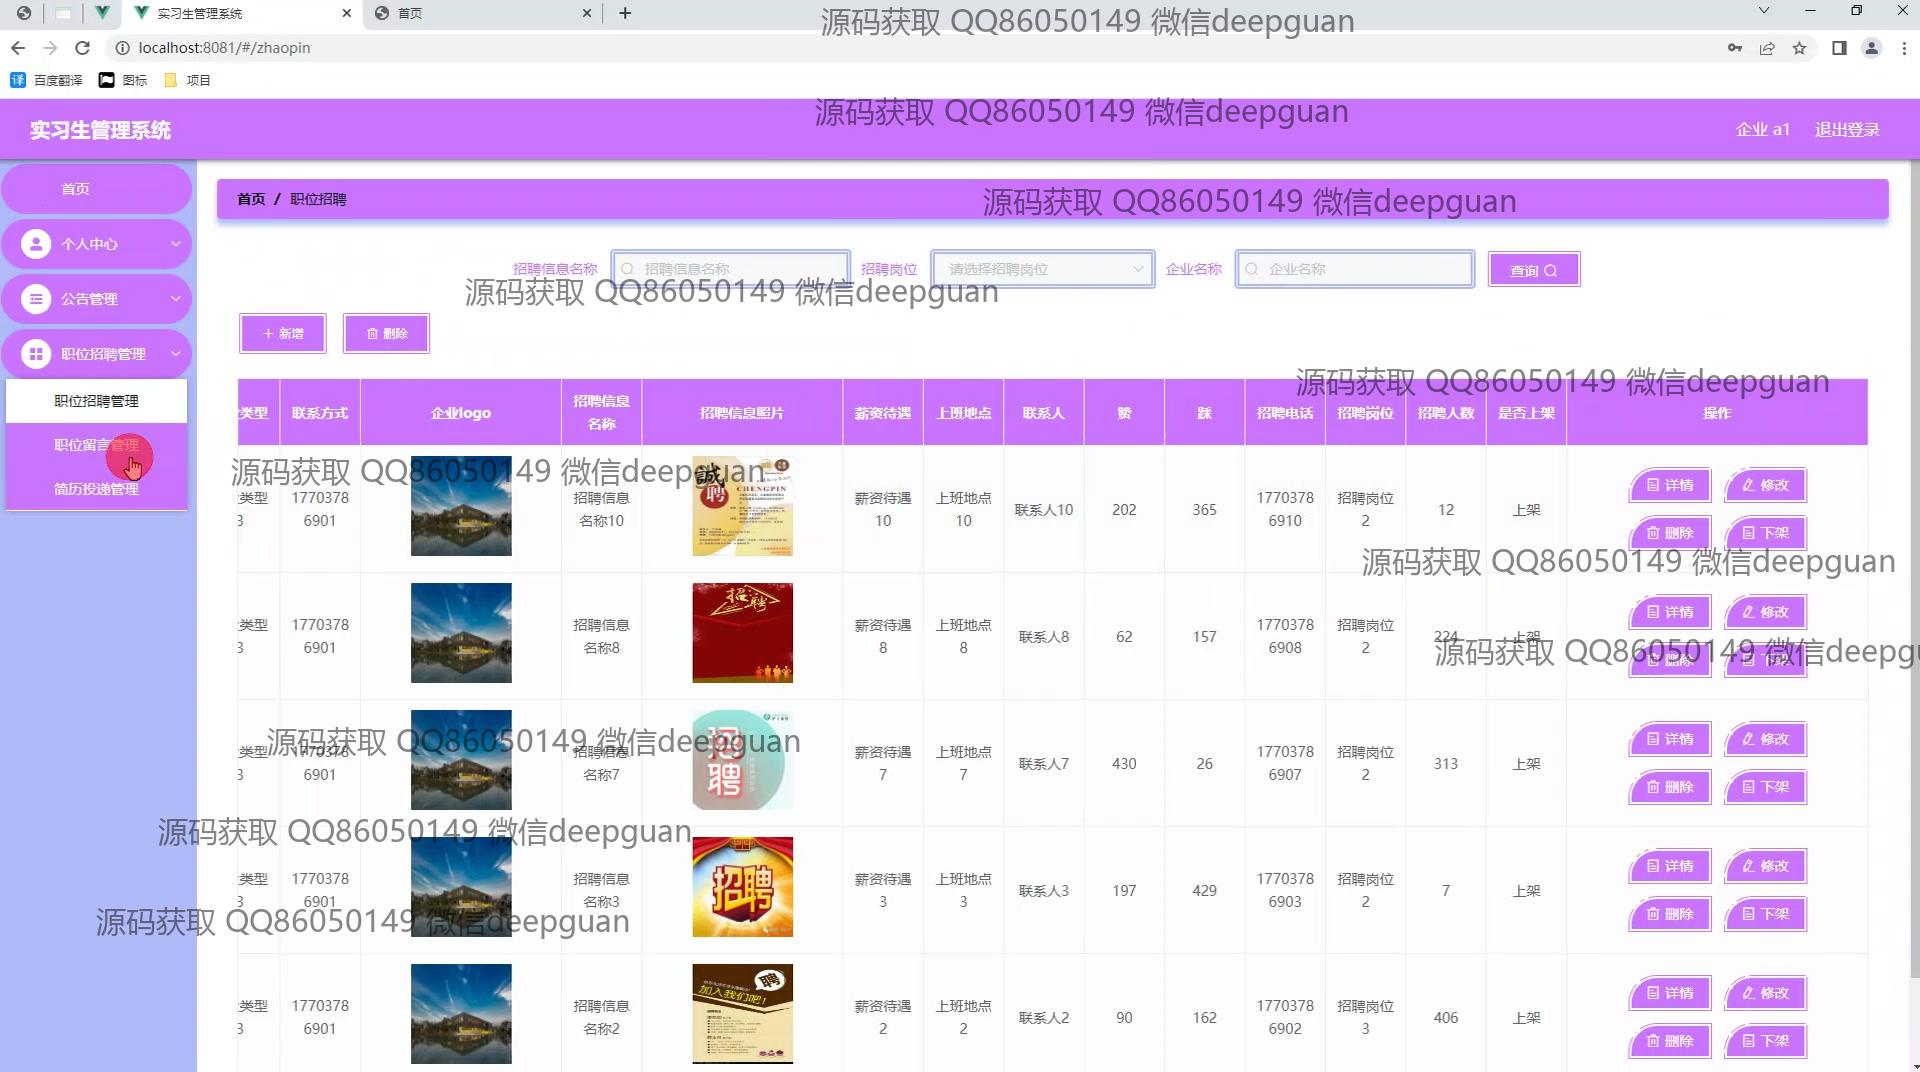 实习生管理系统
首页
源码获取 QQ86050149 微信deepguan
localhost:8081/#/zhaopin
百度翻译
图标
项目
源码获取 QQ86050149 微信deepguan
实习生管理系统
企业 a1
退出登录
首页
首页 / 职位招聘
源码获取 QQ86050149 微信deepguan
个人中心
招聘信息名称
招聘信息名称
招聘岗位
请选择招聘岗位
企业名称
企业名称
查询
源码获取 QQ86050149 微信deepguan
公告管理
新增
删除
职位招聘管理
源码获取 QQ86050149 微信deepguan
职位招聘管理
职位留言管理
简历投递管理
类型
联系方式
企业logo
招聘信息
名称
招聘信息照片
薪资待遇
上班地点
联系人
赞
踩
招聘电话
招聘岗位
招聘人数
是否上架
操作
源码获取 QQ86050149 微信deepguan
类型
3
1770378
6901
招聘信息
名称10
誠
聘
CHENGPIN
薪资待遇
10
上班地点
10
联系人10
202
365
1770378
6910
招聘岗位
2
12
上架
详情
修改
删除
下架
源码获取 QQ86050149 微信deepguan
类型
3
1770378
6901
招聘信息
名称8
招聘
薪资待遇
8
上班地点
8
联系人8
62
157
1770378
6908
招聘岗位
2
224
上架
详情
修改
删除
下架
源码获取 QQ86050149 微信deepgu
类型
3
1770378
6901
招聘信息
名称7
招
聘
薪资待遇
7
上班地点
7
联系人7
430
26
1770378
6907
招聘岗位
2
313
上架
详情
修改
删除
下架
源码获取 QQ86050149 微信deepguan
源码获取 QQ86050149 微信deepguan
类型
3
1770378
6901
招聘信息
名称3
招聘
薪资待遇
3
上班地点
3
联系人3
197
429
1770378
6903
招聘岗位
2
7
上架
详情
修改
删除
下架
源码获取 QQ86050149 微信deepguan
类型
3
1770378
6901
招聘信息
名称2
聘
加入我们吧!
薪资待遇
2
上班地点
2
联系人2
90
162
1770378
6902
招聘岗位
3
406
上架
详情
修改
删除
下架